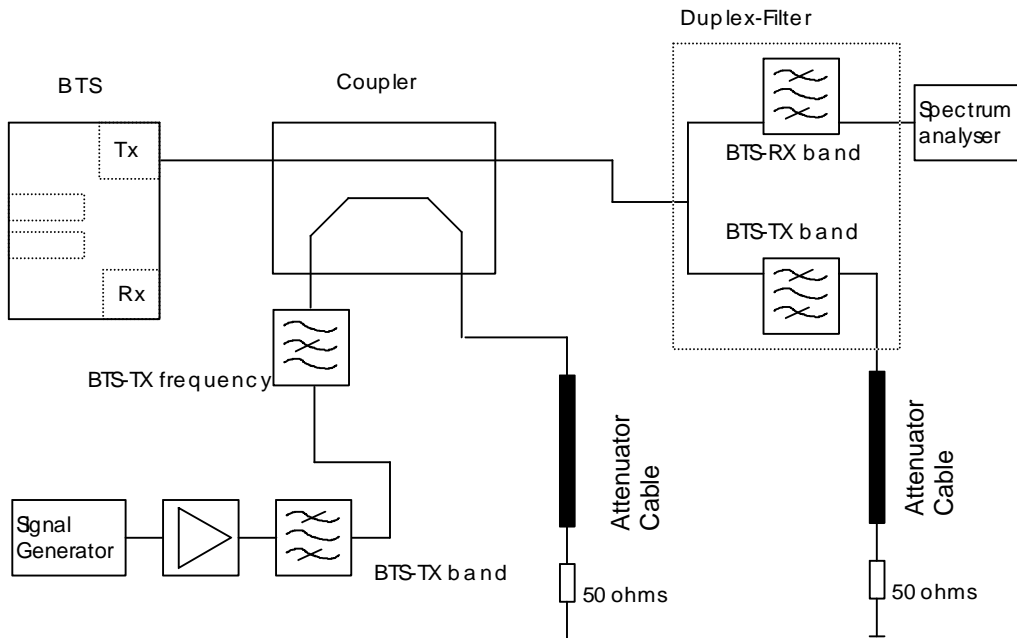 Duplex-Filter
BTS
Coupler
Tx
Rx
BTS-RX band
Spectrum
analyser
BTS-TX band
BTS-TX frequency
Signal
Generator
BTS-TX band
Attenuator
Cable
50 ohms
Attenuator
Cable
50 ohms